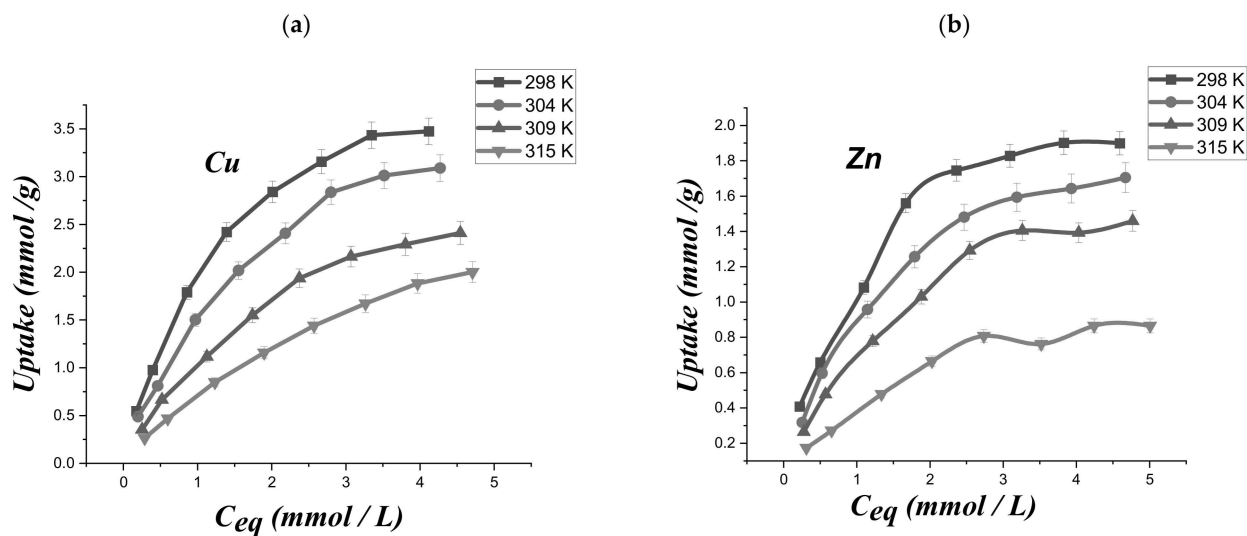 (a)
298 K
304 K
309 K
315 K
Cu
Uptake (mmol /g)
3.5
3.0
2.5
2.0
1.5
1.0
0.5
0.0
0
1
2
3
4
5
Ceq (mmol / L)
(b)
298 K
304 K
309 K
315 K
Zn
Uptake (mmol /g)
2.0
1.8
1.6
1.4
1.2
1.0
0.8
0.6
0.4
0.2
0
1
2
3
4
5
Ceq (mmol / L)